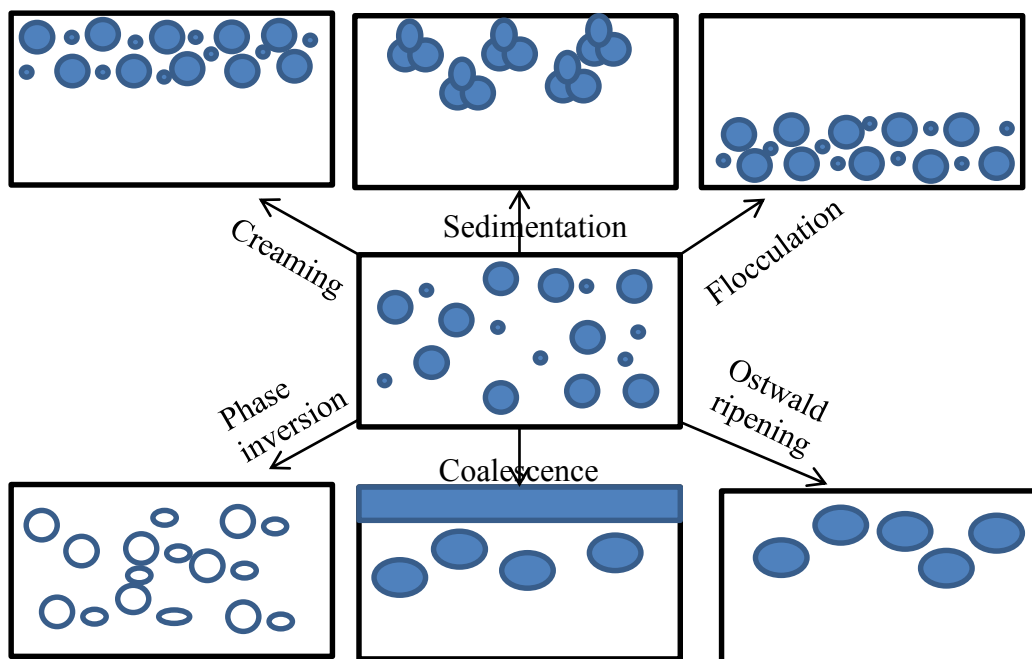 Creaming
Sedimentation
Flocculation
Phase
inversion
Coalescence
Ostwald
ripening